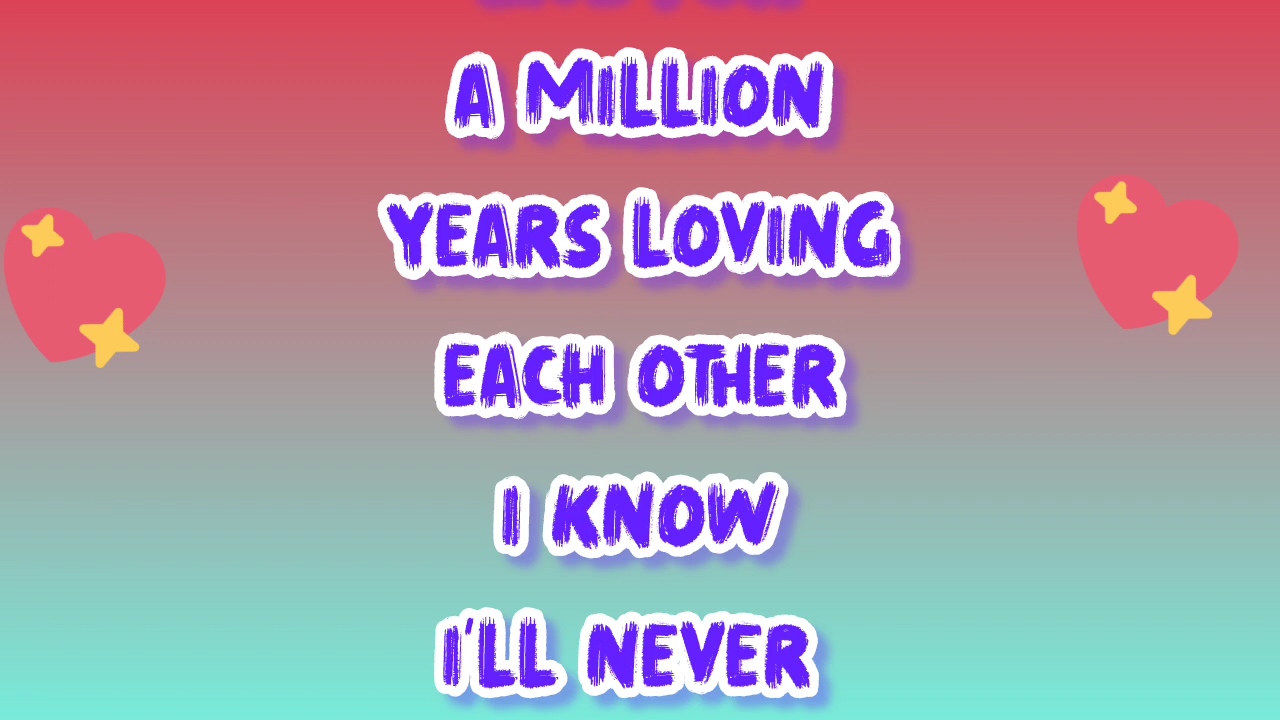 A MILLION
YEARS LOVING
EACH OTHER
I KNOW
I'LL NEVER